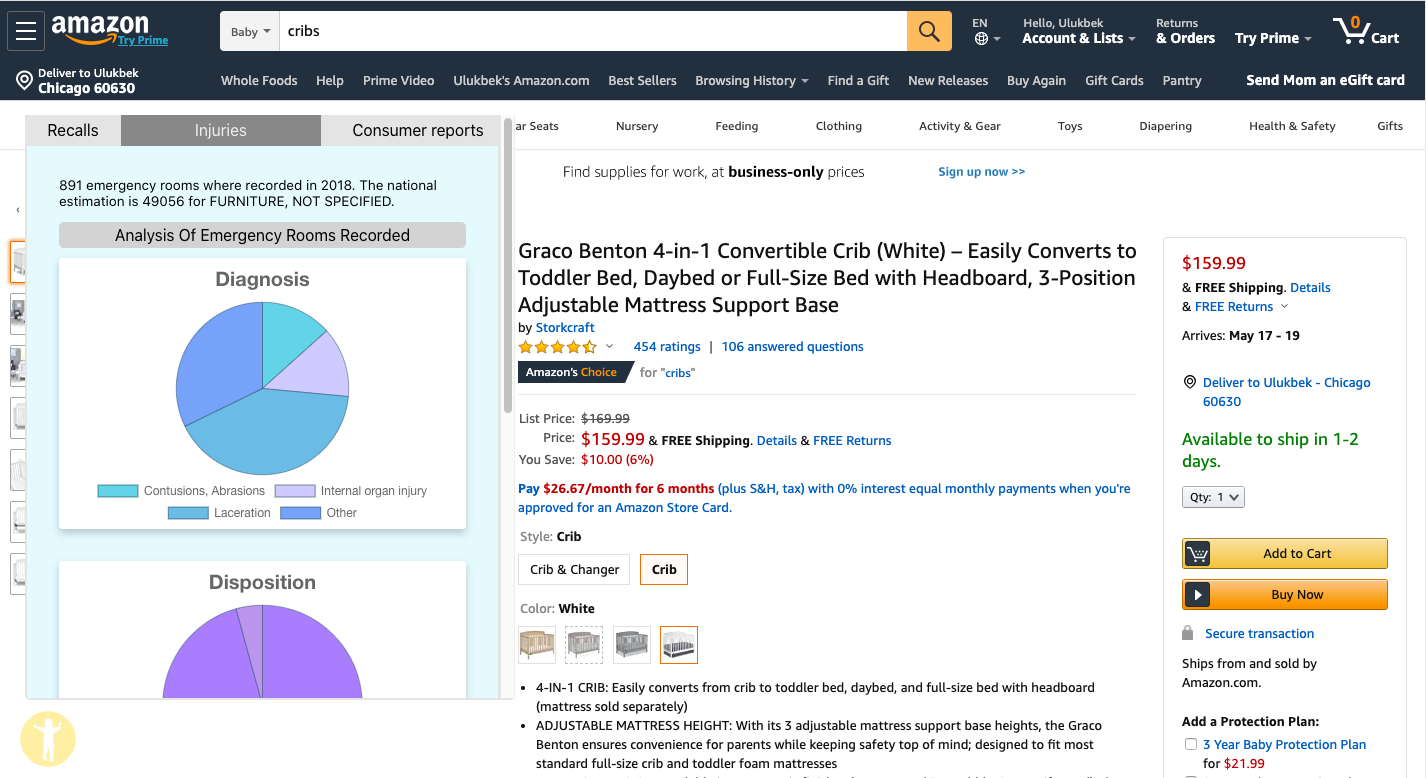 amazon
Try Prime
Baby
cribs
EN
Hello, Ulukbek
Account & Lists
Returns
& Orders
Try Prime
0
Cart
Deliver to Ulukbek
Chicago 60630
Whole Foods
Help
Prime Video
Ulukbek's Amazon.com
Best Sellers
Browsing History
Find a Gift
New Releases
Buy Again
Gift Cards
Pantry
Send Mom an eGift card
ar Seats
Nursery
Feeding
Clothing
Activity & Gear
Toys
Diapering
Health & Safety
Gifts
Recalls
Injuries
Consumer reports
891 emergency rooms where recorded in 2018. The national
estimation is 49056 for FURNITURE, NOT SPECIFIED.
Analysis Of Emergency Rooms Recorded
Diagnosis
Contusions, Abrasions
Internal organ injury
Laceration
Other
Disposition
Find supplies for work, at business-only prices
Sign up now >>
Graco Benton 4-in-1 Convertible Crib (White) – Easily Converts to
Toddler Bed, Daybed or Full-Size Bed with Headboard, 3-Position
Adjustable Mattress Support Base
by Storkcraft
454 ratings | 106 answered questions
Amazon's Choice for "cribs"
List Price: $169.99
Price: $159.99 & FREE Shipping. Details & FREE Returns
You Save: $10.00 (6%)
Pay $26.67/month for 6 months (plus S&H, tax) with 0% interest equal monthly payments when you're
approved for an Amazon Store Card.
Style: Crib
Crib & Changer
Crib
Color: White
• 4-IN-1 CRIB: Easily converts from crib to toddler bed, daybed, and full-size bed with headboard
(mattress sold separately)
• ADJUSTABLE MATTRESS HEIGHT: With its 3 adjustable mattress support base heights, the Graco
Benton ensures convenience for parents while keeping safety top of mind; designed to fit most
standard full-size crib and toddler foam mattresses
$159.99
& FREE Shipping. Details
& FREE Returns
Arrives: May 17 - 19
Deliver to Ulukbek - Chicago
60630
Available to ship in 1-2
days.
Qty: 1
Add to Cart
Buy Now
Secure transaction
Ships from and sold by
Amazon.com.
Add a Protection Plan:
3 Year Baby Protection Plan
for $21.99